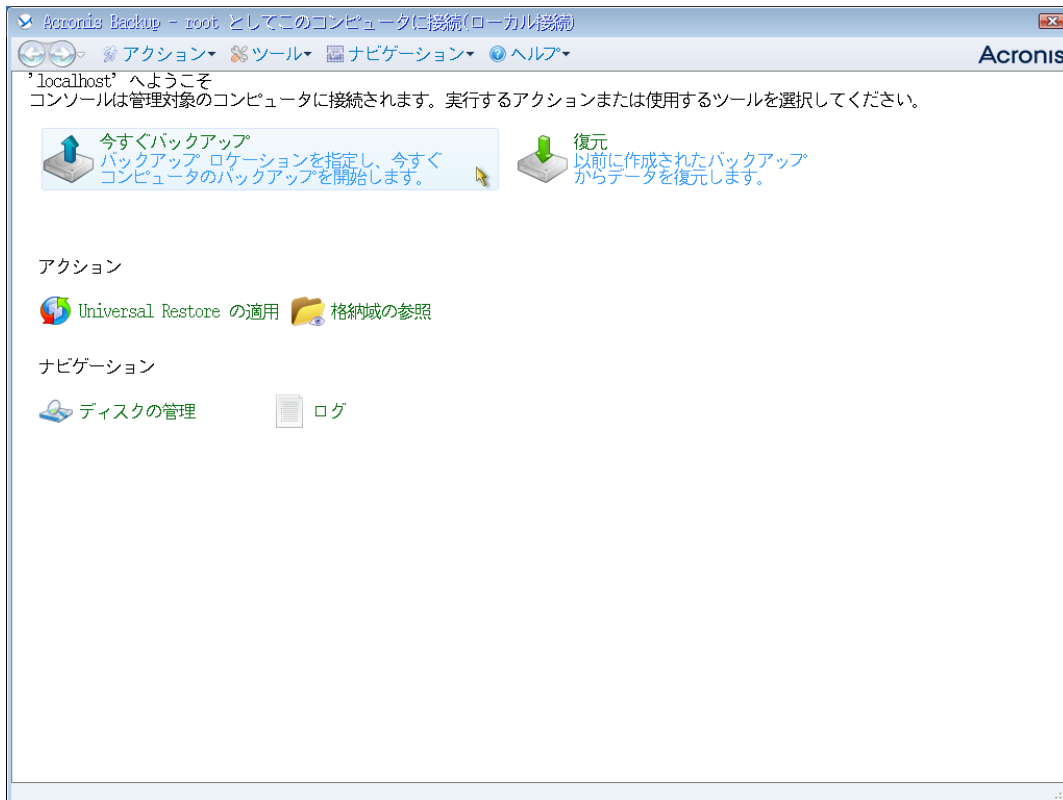 Acronis Backup - root としてこのコンピュータに接続(ローカル接続)
アクション ツール ナビゲーション ヘルプ Acronis
'localhost' へようこそ
コンソールは管理対象のコンピュータに接続されます。実行するアクションまたは使用するツールを選択してください。
今すぐバックアップ
バックアップ ロケーションを指定し、今すぐ
コンピュータのバックアップを開始します。
復元
以前に作成されたバックアップ
からデータを復元します。
アクション
Universal Restore の適用 格納域の参照
ナビゲーション
ディスクの管理 ログ